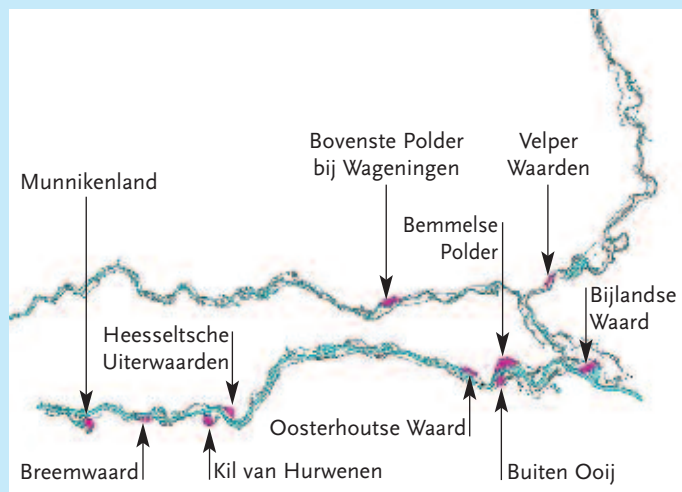 Bovenste Polder
bij Wageningen
Velper
Waarden
Munnikenland
Bemmelse
Polder
Bijlandse
Waard
Heesseltsche
Uiterwaarden
Oosterhoutse Waard
Breemwaard
Kil van Hurwenen
Buiten Ooij